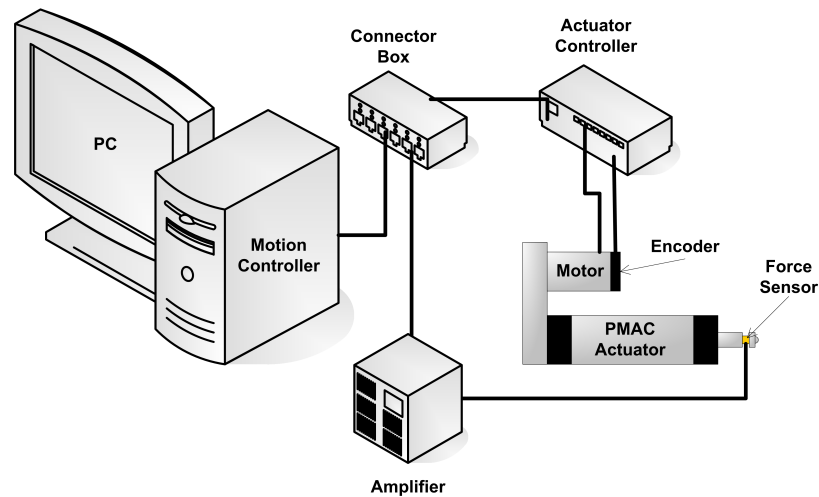 Connector
Box
Actuator
Controller
PC
Motion
Controller
Motor
Encoder
Force
Sensor
PMAC
Actuator
Amplifier